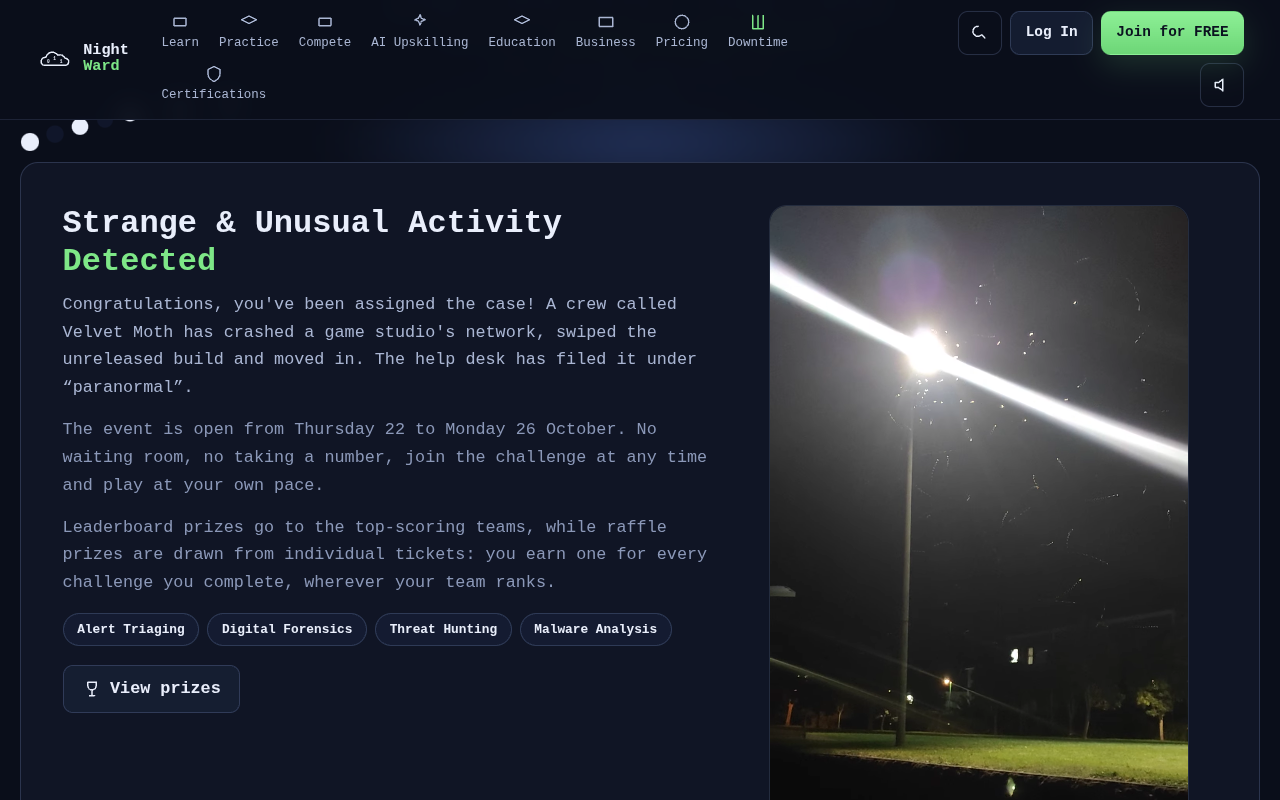 Night
Ward
Learn
Practice
Compete
AI Upskilling
Education
Business
Pricing
Downtime
Certifications
Log In
Join for FREE
Strange & Unusual Activity
Detected
Congratulations, you've been assigned the case! A crew called
Velvet Moth has crashed a game studio's network, swiped the
unreleased build and moved in. The help desk has filed it under
“paranormal”.
The event is open from Thursday 22 to Monday 26 October. No
waiting room, no taking a number, join the challenge at any time
and play at your own pace.
Leaderboard prizes go to the top-scoring teams, while raffle
prizes are drawn from individual tickets: you earn one for every
challenge you complete, wherever your team ranks.
Alert Triaging
Digital Forensics
Threat Hunting
Malware Analysis
View prizes